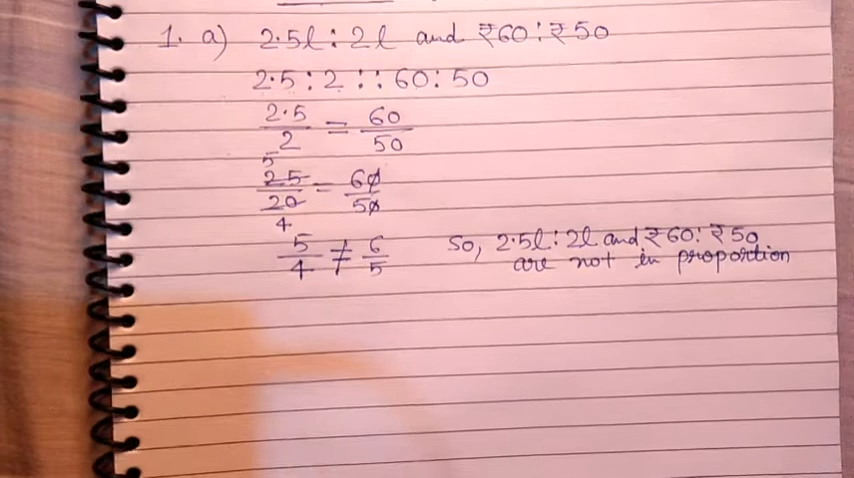 1. a) 2.5l : 2l and ₹60 : ₹50
2.5 : 2 :: 60 : 50
2.5/2 = 60/50
5
25/20 = 60/50
4
5/4 ≠ 6/5 So, 2.5l : 2l and ₹60 : ₹50
are not in proportion